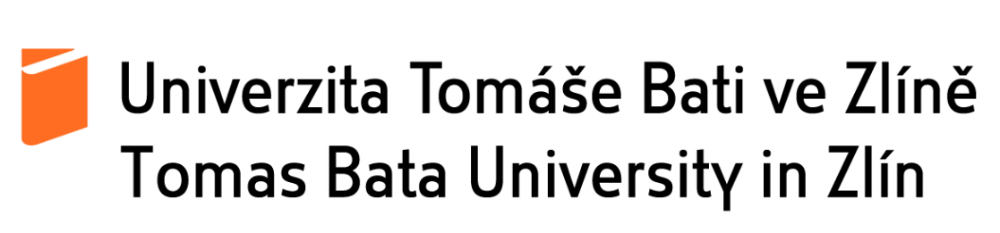 Univerzita Tomáše Bati ve Zlíně
Tomas Bata University in Zlín